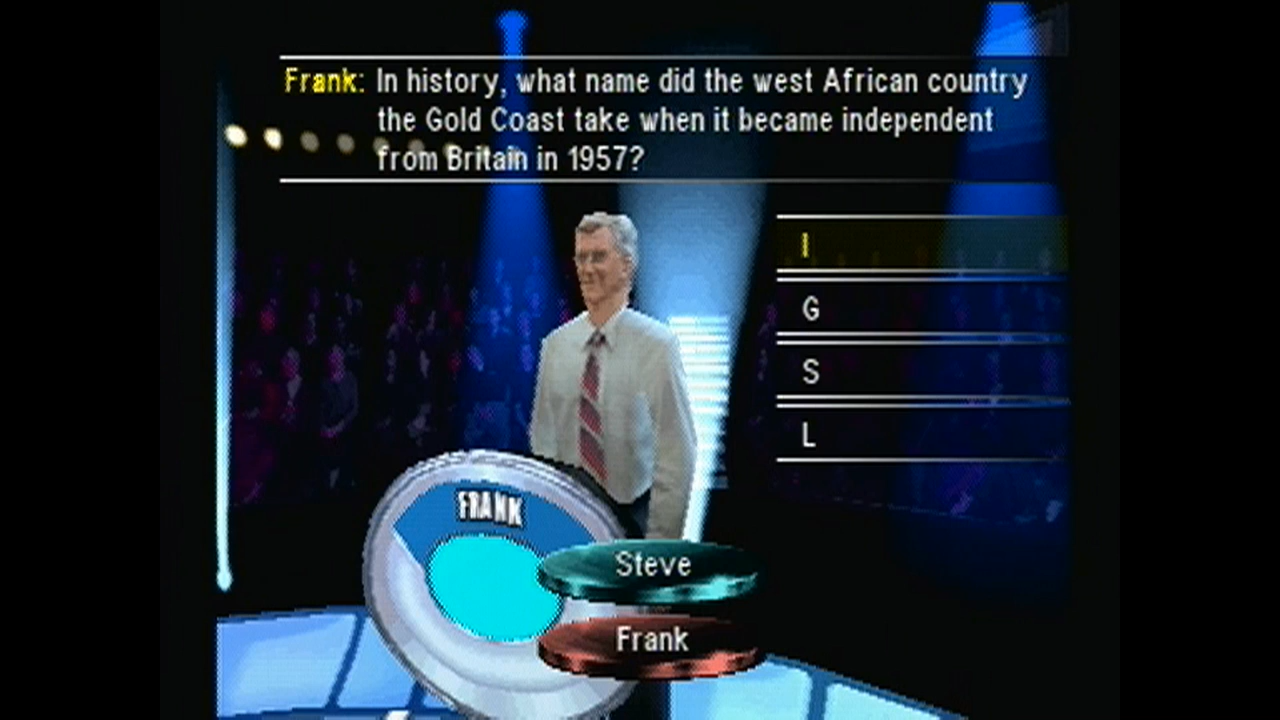 Frank: In history, what name did the west African country
the Gold Coast take when it became independent
from Britain in 1957?
I
G
S
L
FRANK
Steve
Frank